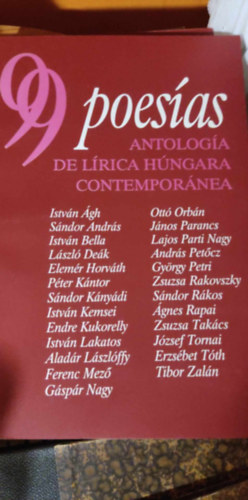 99 poesías
ANTOLOGÍA
DE LÍRICA HÚNGARA
CONTEMPORÁNEA
István Ágh
Sándor András
István Bella
László Deák
Elemér Horváth
Péter Kántor
Sándor Kányádi
István Kemsei
Endre Kukorelly
István Lakatos
Aladár Lászlóffy
Ferenc Mező
Gáspár Nagy
Ottó Orbán
János Parancs
Lajos Parti Nagy
András Petőcz
György Petri
Zsuzsa Rakovszky
Sándor Rákos
Ágnes Rapai
Zsuzsa Takács
József Tornai
Erzsébet Tóth
Tibor Zalán